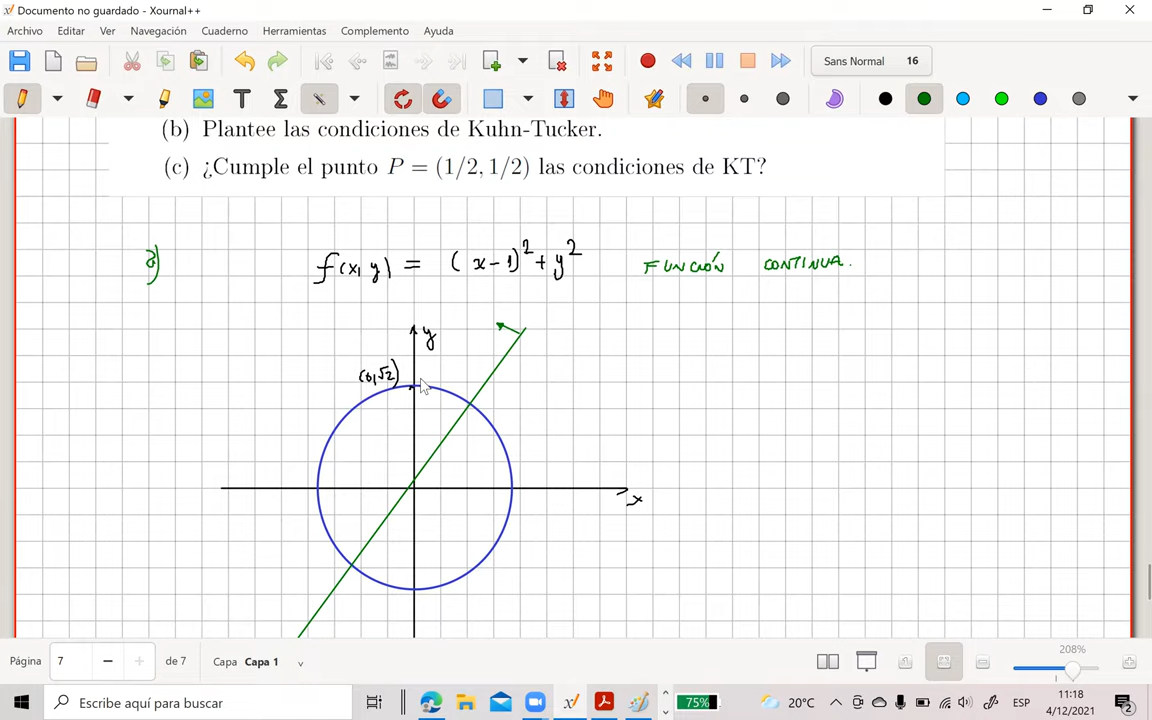 Documento no guardado - Xournal++
Archivo Editar Ver Navegación Cuaderno Herramientas Complemento Ayuda
Sans Normal 16
(b) Plantee las condiciones de Kuhn-Tucker.
(c) ¿Cumple el punto P = (1/2, 1/2) las condiciones de KT?
a) f(x, y) = (x-1)² + y² FUNCIÓN CONTINUA.
y
(0, √2)
x
Página 7 de 7 Capa Capa 1 208%
Escribe aquí para buscar 75% 20°C ESP 11:18
4/12/2021 2